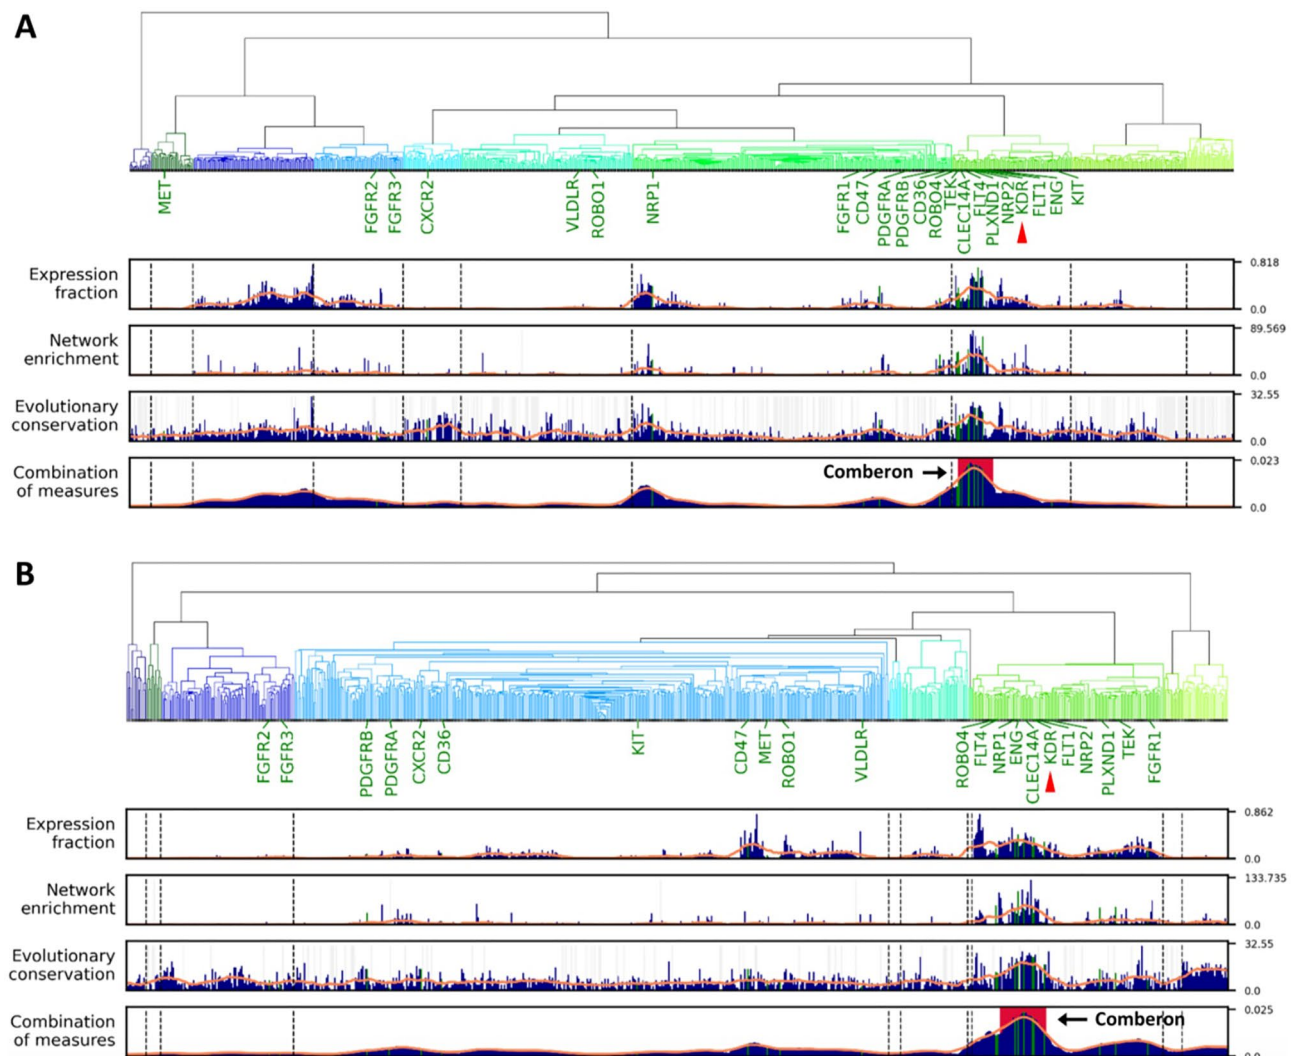 A
MET
FGFR2
FGFR3
CXCR2
VLDLR
ROBO1
NRP1
FGFR1
CD47
PDGFRA
PDGFRB
CD36
ROBO4
TEK
CLEC14A
FLT4
PLXND1
NRP2
KDR
FLT1
ENG
KIT
Expression
fraction
0.818
0.0
Network
enrichment
89.569
0.0
Evolutionary
conservation
32.55
0.0
Combination
of measures
Comberon
0.023
0.0
B
FGFR2
FGFR3
PDGFRB
PDGFRA
CXCR2
CD36
KIT
CD47
MET
ROBO1
VLDLR
ROBO4
FLT4
NRP1
ENG
CLEC14A
KDR
FLT1
NRP2
PLXND1
TEK
FGFR1
Expression
fraction
0.862
0.0
Network
enrichment
133.735
0.0
Evolutionary
conservation
32.55
0.0
Combination
of measures
Comberon
0.025